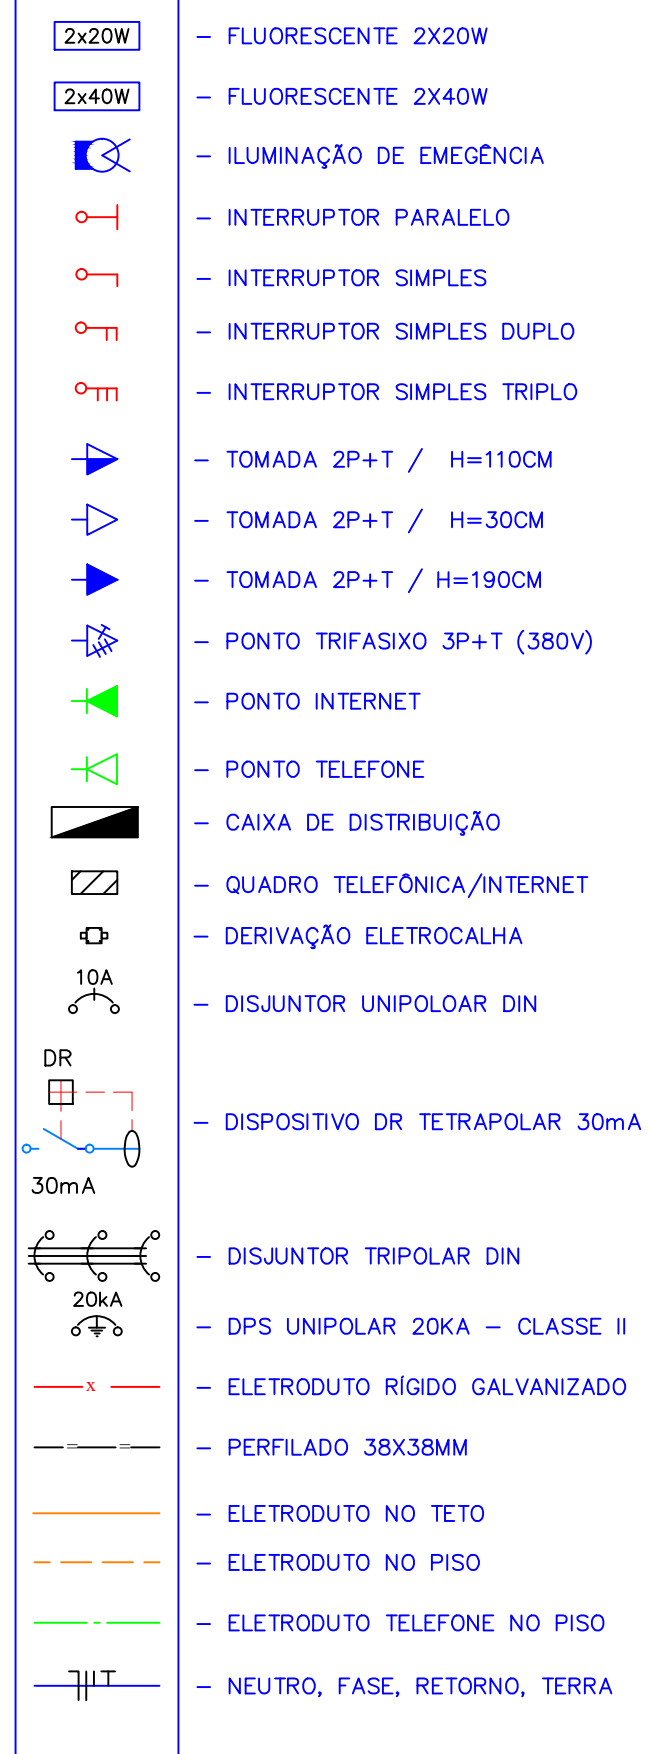 2x20W – FLUORESCENTE 2X20W
2x40W – FLUORESCENTE 2X40W
– ILUMINAÇÃO DE EMEGÊNCIA
– INTERRUPTOR PARALELO
– INTERRUPTOR SIMPLES
– INTERRUPTOR SIMPLES DUPLO
– INTERRUPTOR SIMPLES TRIPLO
– TOMADA 2P+T / H=110CM
– TOMADA 2P+T / H=30CM
– TOMADA 2P+T / H=190CM
– PONTO TRIFASIXO 3P+T (380V)
– PONTO INTERNET
– PONTO TELEFONE
– CAIXA DE DISTRIBUIÇÃO
– QUADRO TELEFÔNICA/INTERNET
– DERIVAÇÃO ELETROCALHA
10A
– DISJUNTOR UNIPOLOAR DIN
DR
– DISPOSITIVO DR TETRAPOLAR 30mA
30mA
– DISJUNTOR TRIPOLAR DIN
20kA
– DPS UNIPOLAR 20KA – CLASSE II
x – ELETRODUTO RÍGIDO GALVANIZADO
– PERFILADO 38X38MM
– ELETRODUTO NO TETO
– ELETRODUTO NO PISO
– ELETRODUTO TELEFONE NO PISO
– NEUTRO, FASE, RETORNO, TERRA